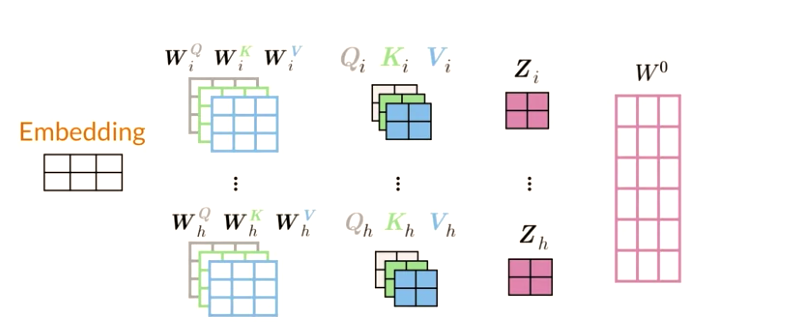 W_i^Q W_i^K W_i^V
Q_i K_i V_i
Z_i
W^0
Embedding
⋮ ⋮ ⋮
W_h^Q W_h^K W_h^V
Q_h K_h V_h
Z_h